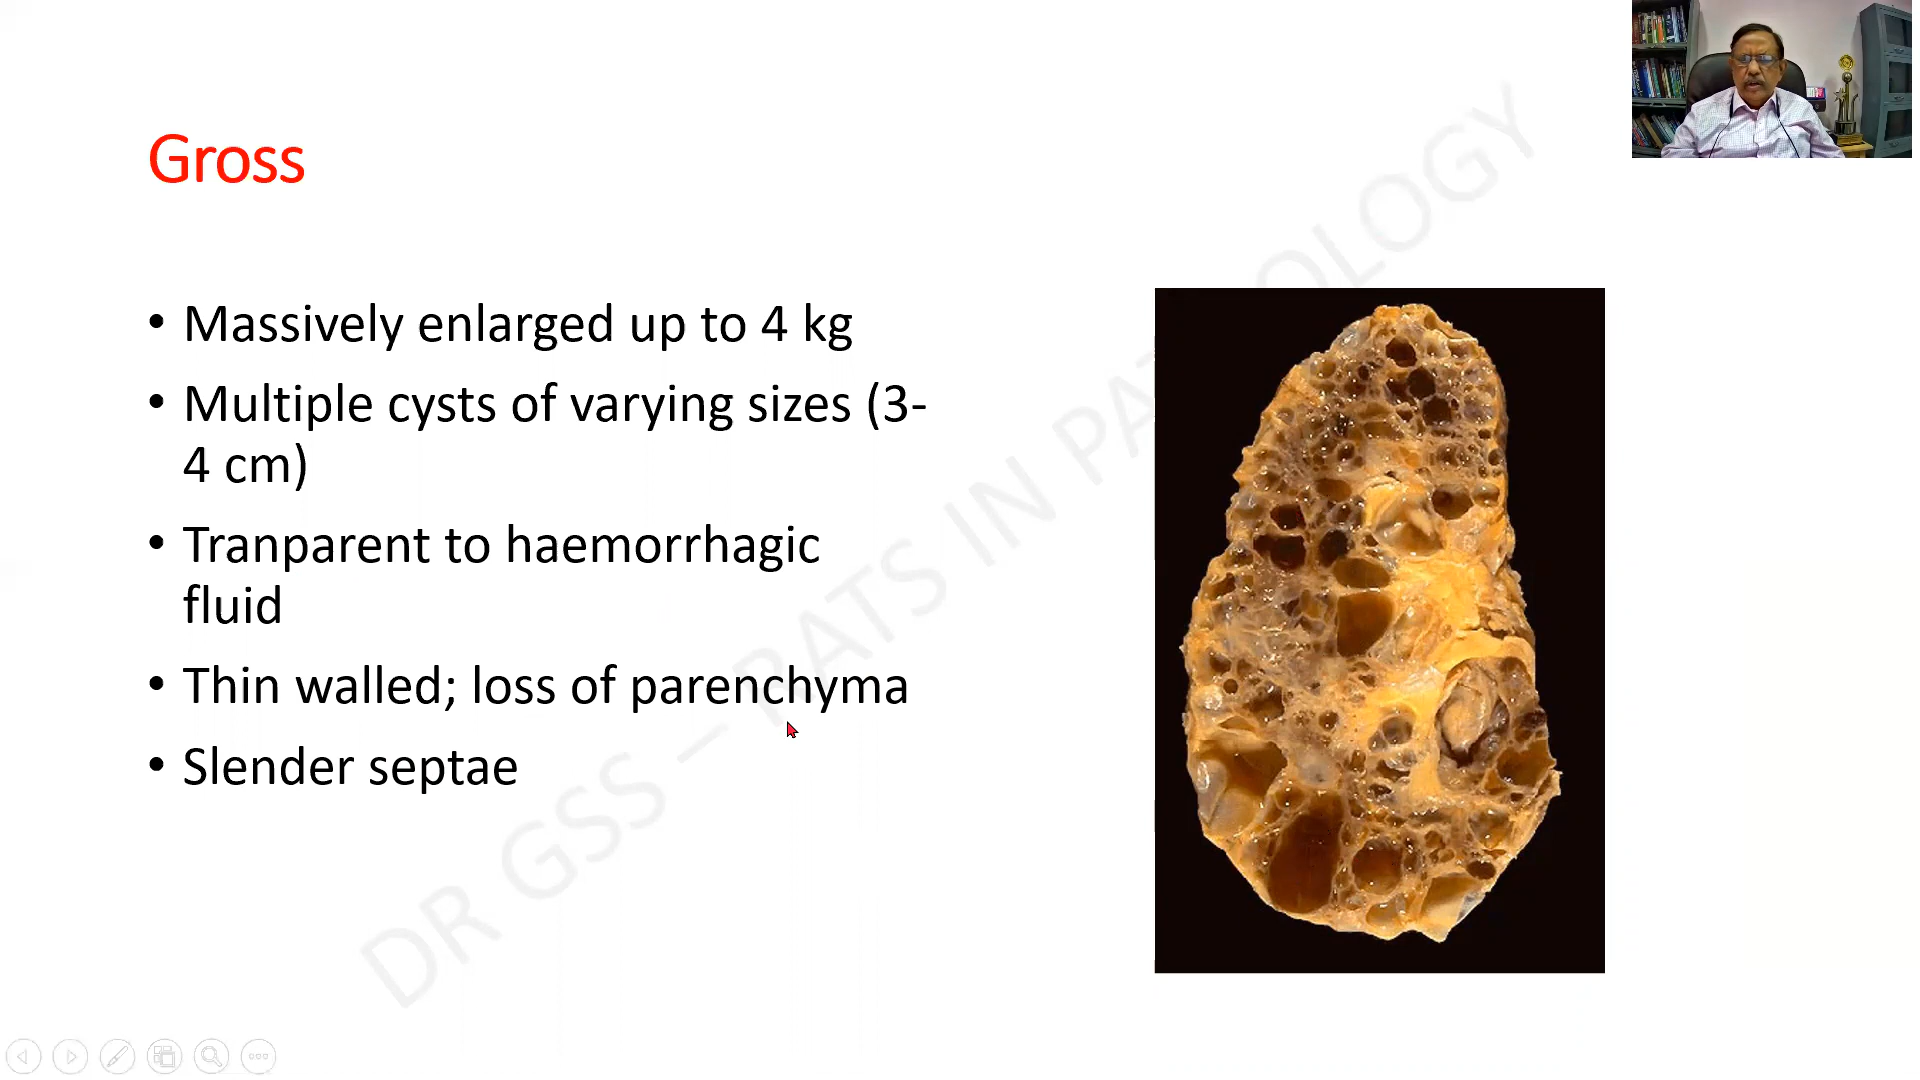 Gross
• Massively enlarged up to 4 kg
• Multiple cysts of varying sizes (3-
4 cm)
• Tranparent to haemorrhagic
fluid
• Thin walled; loss of parenchyma
• Slender septae
DR GSS – PATS IN PATHOLOGY